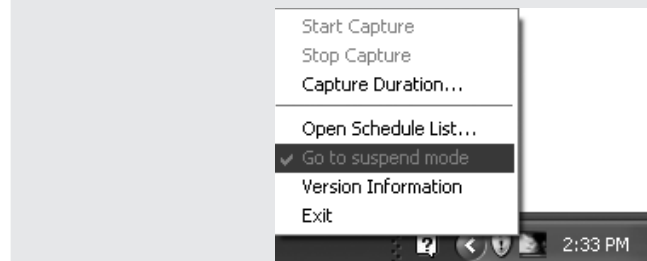 Start Capture
Stop Capture
Capture Duration...
Open Schedule List...
Go to suspend mode
Version Information
Exit
2:33 PM